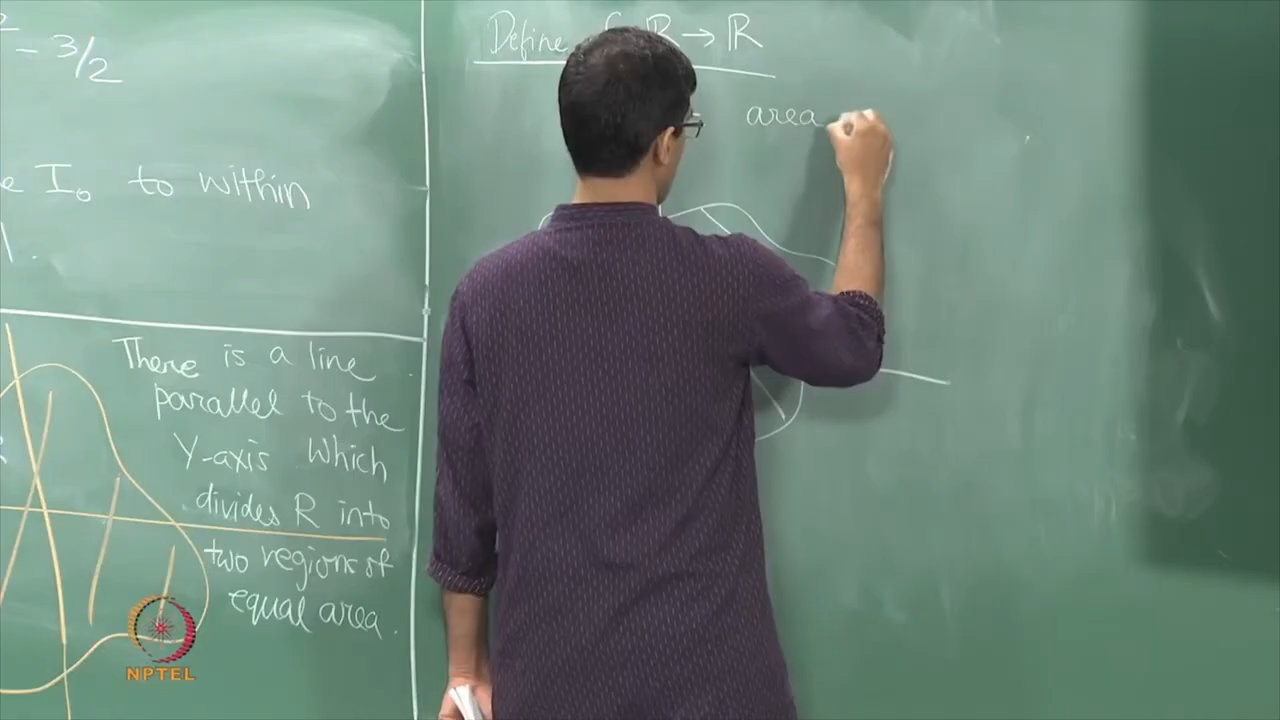 - 3/2
I₀ to within
There is a line
parallel to the
Y-axis which
divides R into
two regions of
equal area.
Define f ℝ → ℝ
area
NPTEL